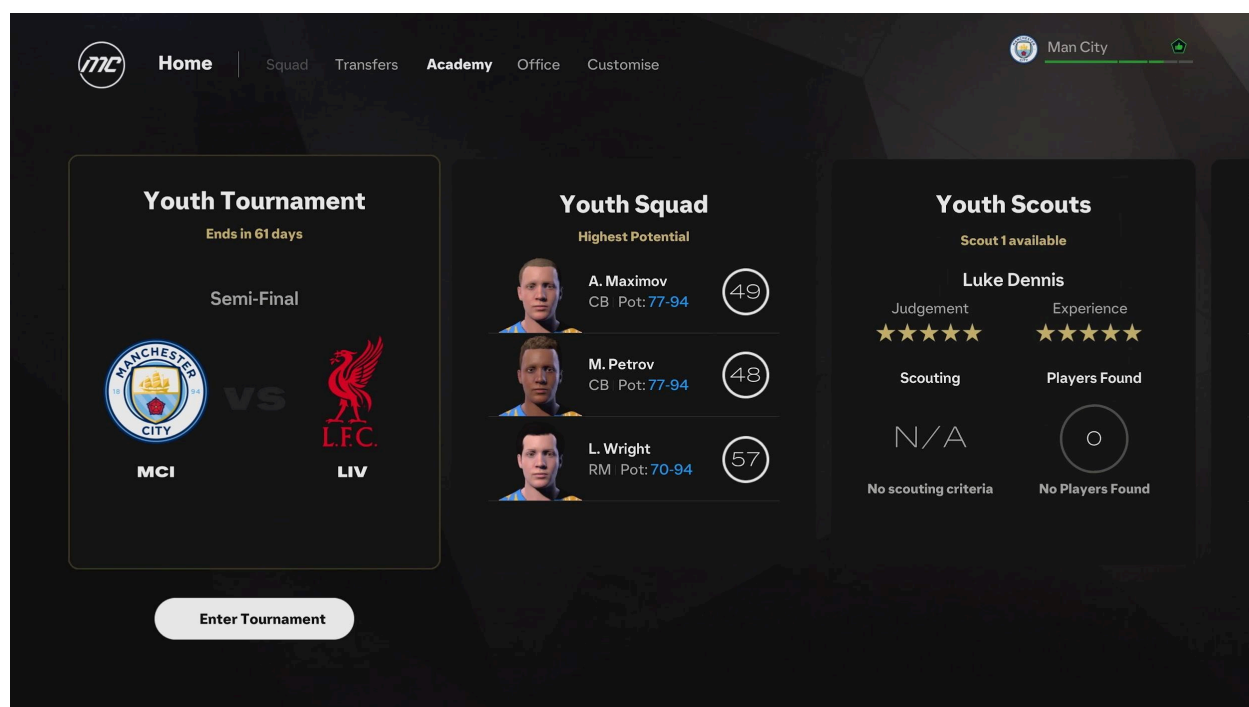 MC
Home
Squad
Transfers
Academy
Office
Customise
Man City
Youth Tournament
Ends in 61 days
Semi-Final
MANCHESTER
18 94
CITY
VS
L.F.C.
MCI
LIV
Enter Tournament
Youth Squad
Highest Potential
A. Maximov
CB Pot: 77-94
49
M. Petrov
CB Pot: 77-94
48
L. Wright
RM Pot: 70-94
57
Youth Scouts
Scout 1 available
Luke Dennis
Judgement
Experience
Scouting
Players Found
N/A
0
No scouting criteria
No Players Found